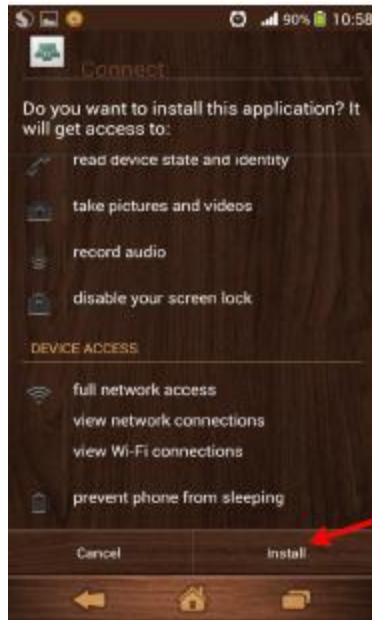 90% 10:58
Connect
Do you want to install this application? It
will get access to:
read device state and identity
take pictures and videos
record audio
disable your screen lock
DEVICE ACCESS
full network access
view network connections
view Wi-Fi connections
prevent phone from sleeping
Cancel Install